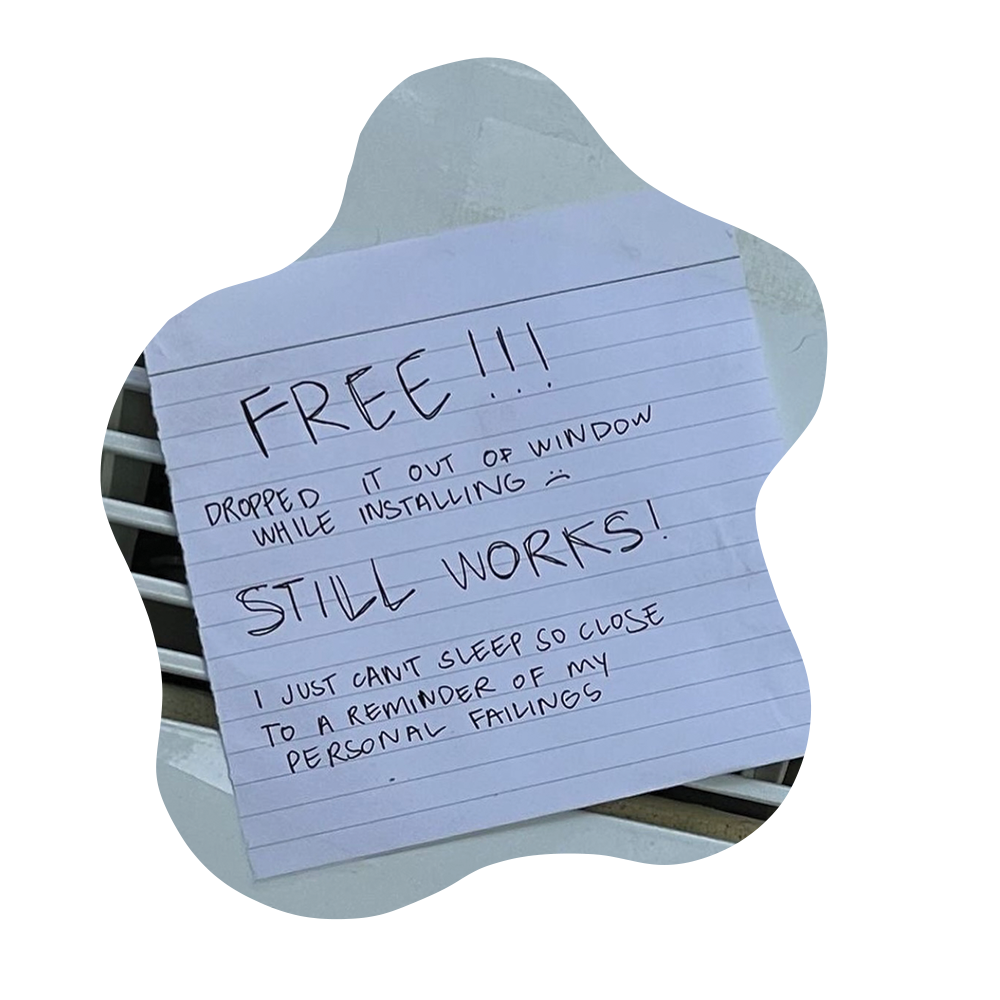 FREE!!!
DROPPED IT OUT OF WINDOW
WHILE INSTALLING :(
STILL WORKS!
I JUST CAN'T SLEEP SO CLOSE
TO A REMINDER OF MY
PERSONAL FAILINGS